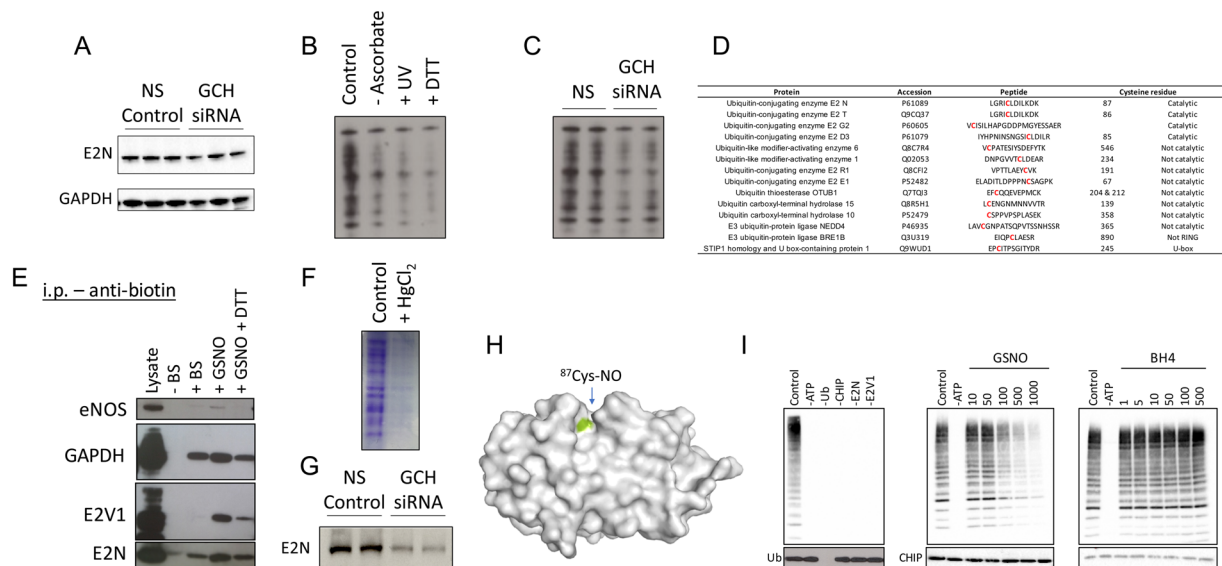 A
NS Control
GCH siRNA
E2N
GAPDH
B
Control
- Ascorbate
+ UV
+ DTT
C
NS
GCH siRNA
D
Protein Accession Peptide Cysteine residue
Ubiquitin-conjugating enzyme E2 N P61089 LGRICLDILKDK 87 Catalytic
Ubiquitin-conjugating enzyme E2 T Q9CQ37 LGRICLDILKDK 86 Catalytic
Ubiquitin-conjugating enzyme E2 G2 P60605 VCISILHAPGDDPMGYESSAER Catalytic
Ubiquitin-conjugating enzyme E2 D3 P61079 IYHPNINSNGSICLDILR 85 Catalytic
Ubiquitin-like modifier-activating enzyme 6 Q8C7R4 VCPATESIYSDEFYTK 546 Not catalytic
Ubiquitin-like modifier-activating enzyme 1 Q02053 DNPGVVTCLDEAR 234 Not catalytic
Ubiquitin-conjugating enzyme E2 R1 Q8CFI2 VPTTLAEYCVK 191 Not catalytic
Ubiquitin-conjugating enzyme E2 E1 P52482 ELADITLDPPPNCSAGPK 67 Not catalytic
Ubiquitin thioesterase OTUB1 Q7TQI3 EFCQQEVEPMCK 204 & 212 Not catalytic
Ubiquitin carboxyl-terminal hydrolase 15 Q8R5H1 LCENGNMNNVVTR 139 Not catalytic
Ubiquitin carboxyl-terminal hydrolase 10 P52479 CSPPVPSPLASEK 358 Not catalytic
E3 ubiquitin-protein ligase NEDD4 P46935 LAVCGNPATSQPVTSSNHSSR 365 Not catalytic
E3 ubiquitin-protein ligase BRE1B Q3U319 EIQPCLAESR 890 Not RING
STIP1 homology and U box-containing protein 1 Q9WUD1 EPCITPSGITYDR 245 U-box
E
i.p. – anti-biotin
Lysate
- BS
+ BS
+ GSNO
+ GSNO + DTT
eNOS
GAPDH
E2V1
E2N
F
Control
+ HgCl2
G
NS Control
GCH siRNA
E2N
H
87Cys-NO
I
Control
-ATP
-Ub
-CHIP
-E2N
-E2V1
Ub
GSNO
Control
-ATP
10
50
100
500
1000
CHIP
BH4
Control
-ATP
1
5
10
50
100
500